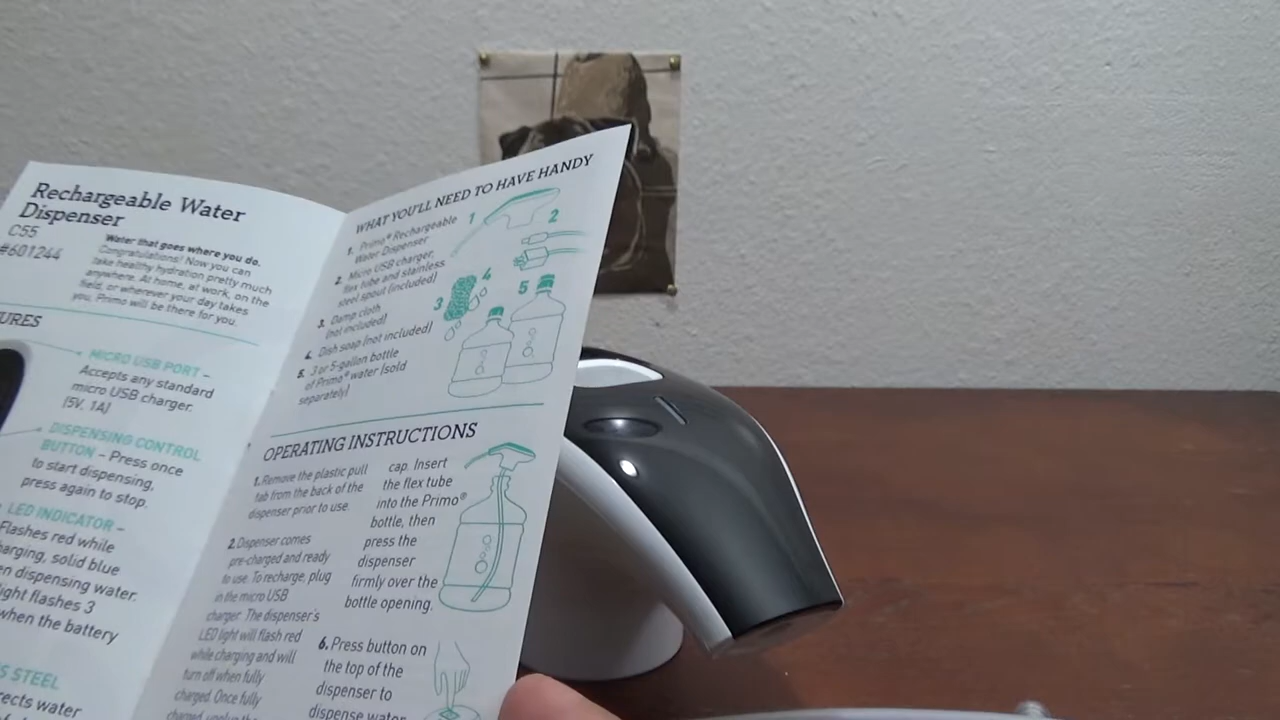 Rechargeable Water
Dispenser
C55
#601244
Water that goes where you do.
Congratulations! Now you can
take healthy hydration pretty much
anywhere. At home, at work, on the
field, or wherever your day takes
you, Primo will be there for you.
URES
MICRO USB PORT –
Accepts any standard
micro USB charger.
(5V, 1A)
DISPENSING CONTROL
BUTTON – Press once
to start dispensing,
press again to stop.
LED INDICATOR –
Flashes red while
arging, solid blue
en dispensing water.
ight flashes 3
when the battery
S STEEL
rects water
WHAT YOU'LL NEED TO HAVE HANDY
1. Primo® Rechargeable
Water Dispenser
2. Micro USB charger,
flex tube and stainless
steel spout (included)
3. Damp cloth
(not included)
4. Dish soap (not included)
5. 3 or 5-gallon bottle
of Primo® water (sold
separately)
1
2
3
4
5
OPERATING INSTRUCTIONS
1. Remove the plastic pull
tab from the back of the
dispenser prior to use.
2. Dispenser comes
pre-charged and ready
to use. To recharge, plug
in the micro USB
charger. The dispenser's
LED light will flash red
while charging and will
turn off when fully
charged. Once fully
charged, unplug the
cap. Insert
the flex tube
into the Primo®
bottle, then
press the
dispenser
firmly over the
bottle opening.
6. Press button on
the top of the
dispenser to
dispense water